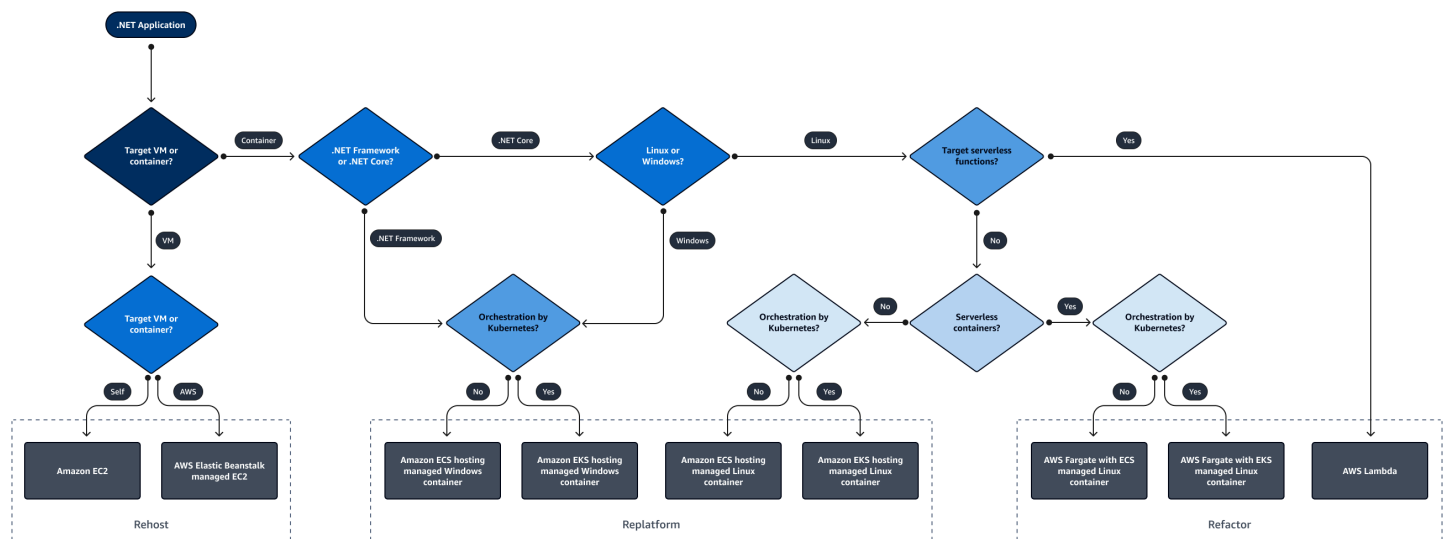 .NET Application
Target VM or
container?
Container
.NET Framework
or .NET Core?
.NET Core
Linux or
Windows?
Linux
Target serverless
functions?
Yes
VM
.NET Framework
Windows
No
Target VM or
container?
Orchestration by
Kubernetes?
Orchestration by
Kubernetes?
No
Serverless
containers?
Yes
Orchestration by
Kubernetes?
Self
AWS
No
Yes
No
Yes
No
Yes
Amazon EC2
AWS Elastic Beanstalk
managed EC2
Amazon ECS hosting
managed Windows
container
Amazon EKS hosting
managed Windows
container
Amazon ECS hosting
managed Linux
container
Amazon EKS hosting
managed Linux
container
AWS Fargate with ECS
managed Linux
container
AWS Fargate with EKS
managed Linux
container
AWS Lambda
Rehost
Replatform
Refactor